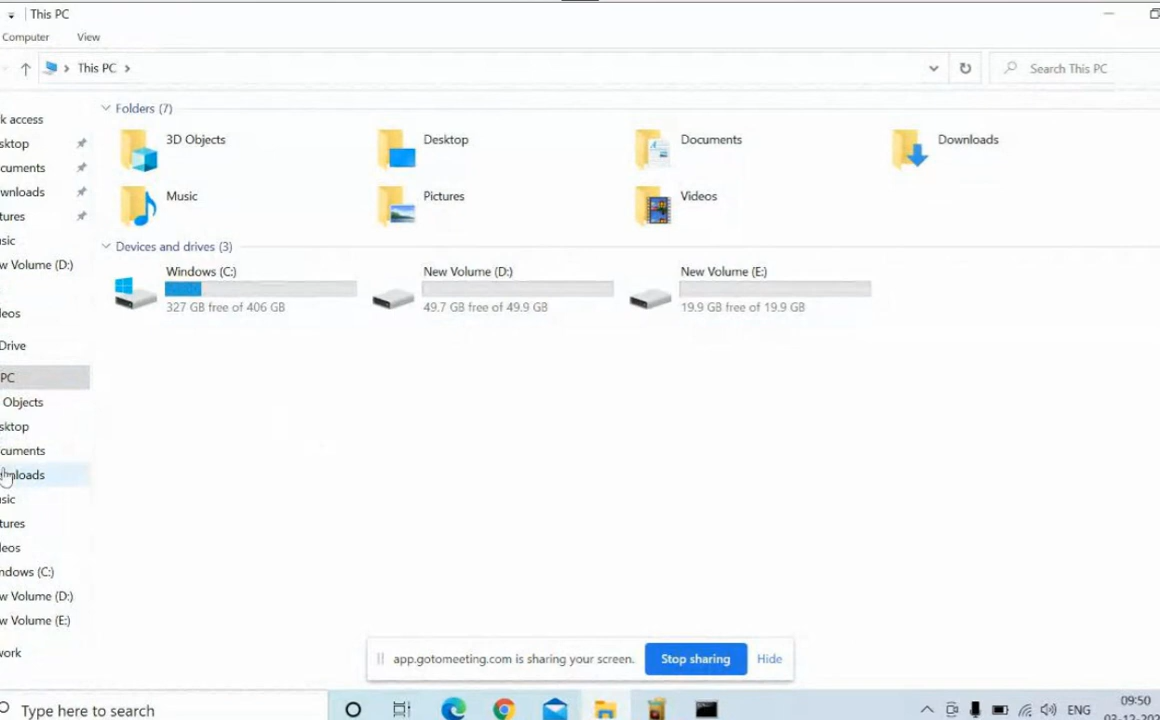 This PC
Computer View
This PC
Search This PC
Folders (7)
3D Objects Desktop Documents Downloads
Music Pictures Videos
Devices and drives (3)
Windows (C:) New Volume (D:) New Volume (E:)
327 GB free of 406 GB 49.7 GB free of 49.9 GB 19.9 GB free of 19.9 GB
k access
sktop
cuments
wnloads
tures
sic
w Volume (D:)
eos
Drive
PC
Objects
sktop
cuments
nloads
sic
tures
eos
ndows (C:)
w Volume (D:)
w Volume (E:)
work
app.gotomeeting.com is sharing your screen. Stop sharing Hide
Type here to search
ENG
09:50